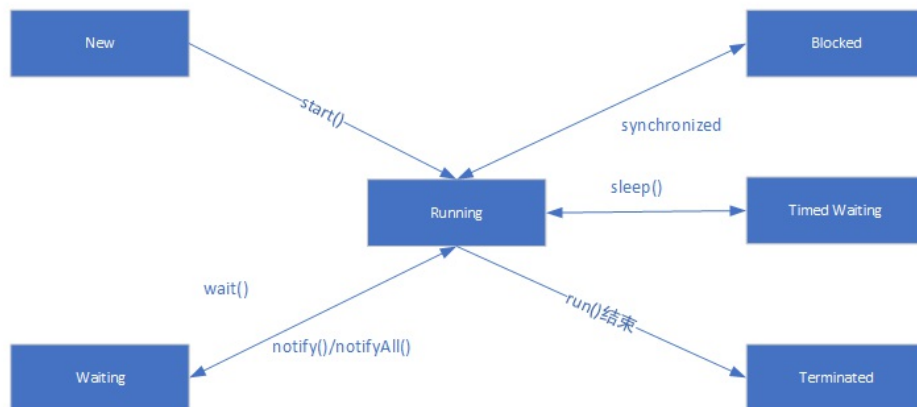 New
Blocked
start()
synchronized
sleep()
Running
Timed Waiting
wait()
run()结束
notify()/notifyAll()
Waiting
Terminated